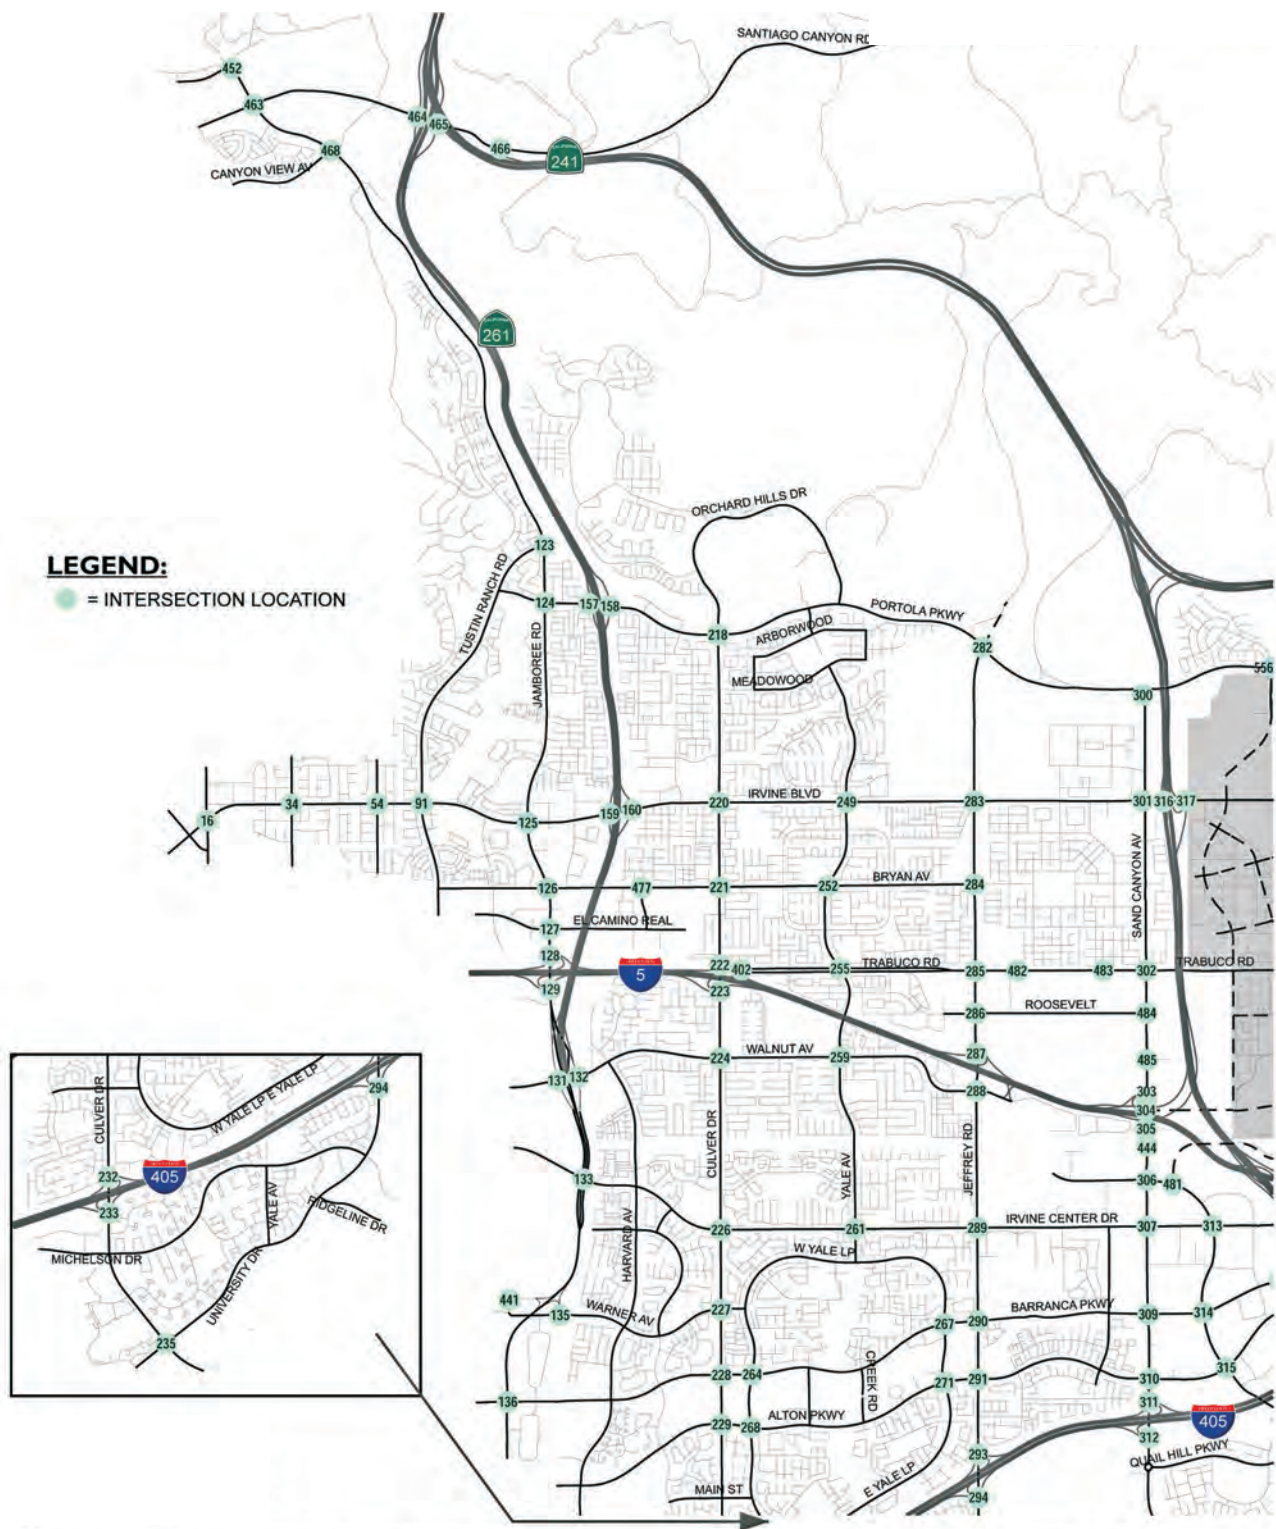 SANTIAGO CANYON RD
452
463
464
465
468
466
CALIFORNIA
241
CANYON VIEW AV
CALIFORNIA
261
ORCHARD HILLS DR
LEGEND:
= INTERSECTION LOCATION
123
TUSTIN RANCH RD
124
157
158
PORTOLA PKWY
218
ARBORWOOD
282
JAMBOREE RD
MEADOWOOD
556
300
IRVINE BLVD
16
34
54
91
125
159
160
220
249
283
301
316
317
SAND CANYON AV
126
477
221
252
BRYAN AV
284
127
EL CAMINO REAL
128
5
222
402
255
TRABUCO RD
285
482
483
302
TRABUCO RD
129
223
286
ROOSEVELT
484
131
132
224
WALNUT AV
259
287
485
288
303
304
305
444
CULVER DR
W YALE LP E YALE LP
294
232
405
233
YALE AV
RIDGELINE DR
MICHELSON DR
UNIVERSITY DR
235
133
CULVER DR
YALE AV
JEFFREY RD
306
481
HARVARD AV
226
261
289
IRVINE CENTER DR
307
313
W YALE LP
441
135
WARNER AV
227
267
290
BARRANCA PKWY
309
314
CREEK RD
136
228
264
271
291
310
315
311
229
268
ALTON PKWY
405
312
293
QUAIL HILL PKWY
E YALE LP
MAIN ST
294